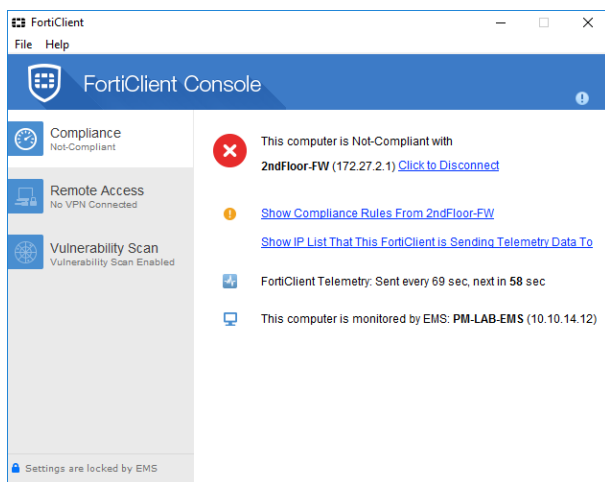 FortiClient
File Help
FortiClient Console
Compliance
Not-Compliant
Remote Access
No VPN Connected
Vulnerability Scan
Vulnerability Scan Enabled
This computer is Not-Compliant with
2ndFloor-FW (172.27.2.1) Click to Disconnect
Show Compliance Rules From 2ndFloor-FW
Show IP List That This FortiClient is Sending Telemetry Data To
FortiClient Telemetry: Sent every 69 sec, next in 58 sec
This computer is monitored by EMS: PM-LAB-EMS (10.10.14.12)
Settings are locked by EMS